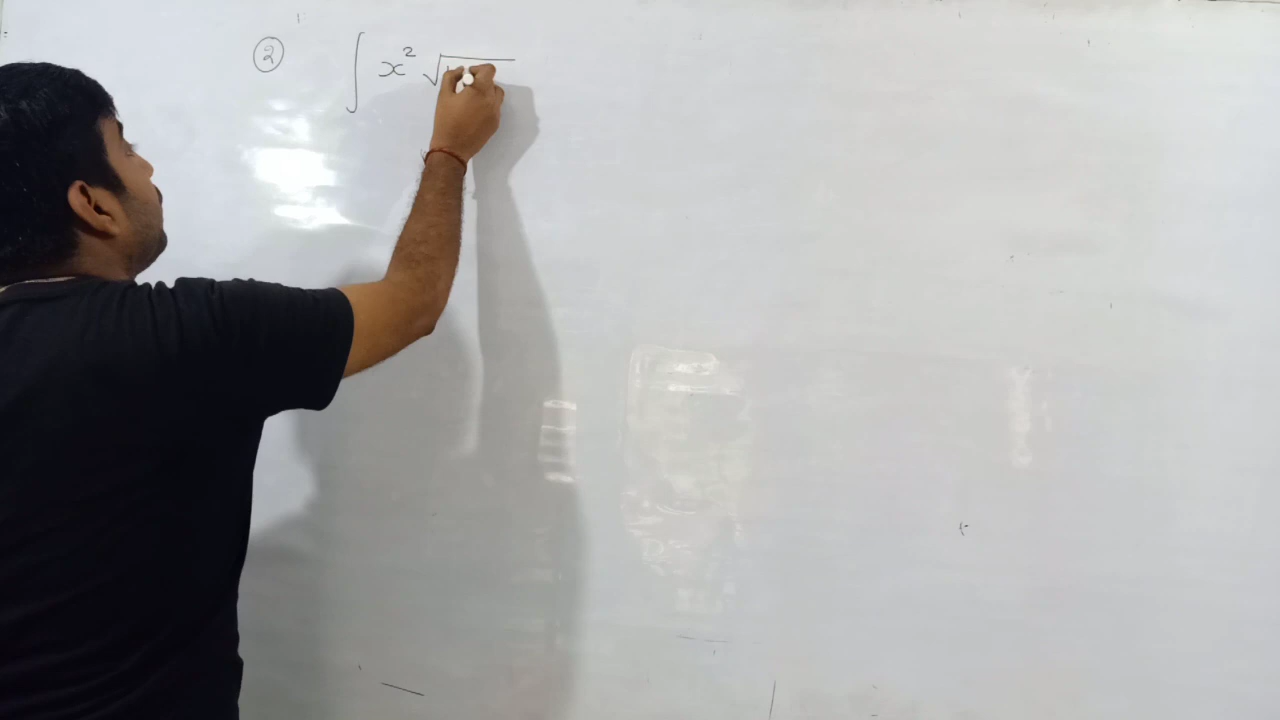 ② ∫ x² √